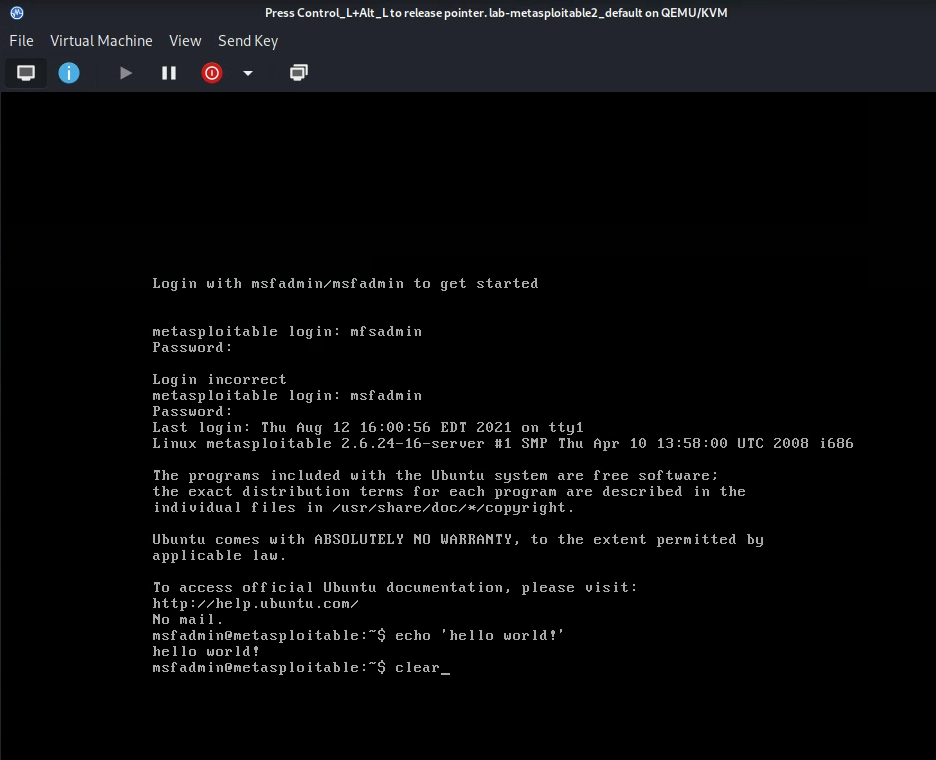 Press Control_L+Alt_L to release pointer. lab-metasploitable2_default on QEMU/KVM
File Virtual Machine View Send Key
Login with msfadmin/msfadmin to get started
metasploitable login: mfsadmin
Password:
Login incorrect
metasploitable login: msfadmin
Password:
Last login: Thu Aug 12 16:00:56 EDT 2021 on tty1
Linux metasploitable 2.6.24-16-server #1 SMP Thu Apr 10 13:58:00 UTC 2008 i686
The programs included with the Ubuntu system are free software;
the exact distribution terms for each program are described in the
individual files in /usr/share/doc/*/copyright.
Ubuntu comes with ABSOLUTELY NO WARRANTY, to the extent permitted by
applicable law.
To access official Ubuntu documentation, please visit:
http://help.ubuntu.com/
No mail.
msfadmin@metasploitable:~$ echo 'hello world!'
hello world!
msfadmin@metasploitable:~$ clear_